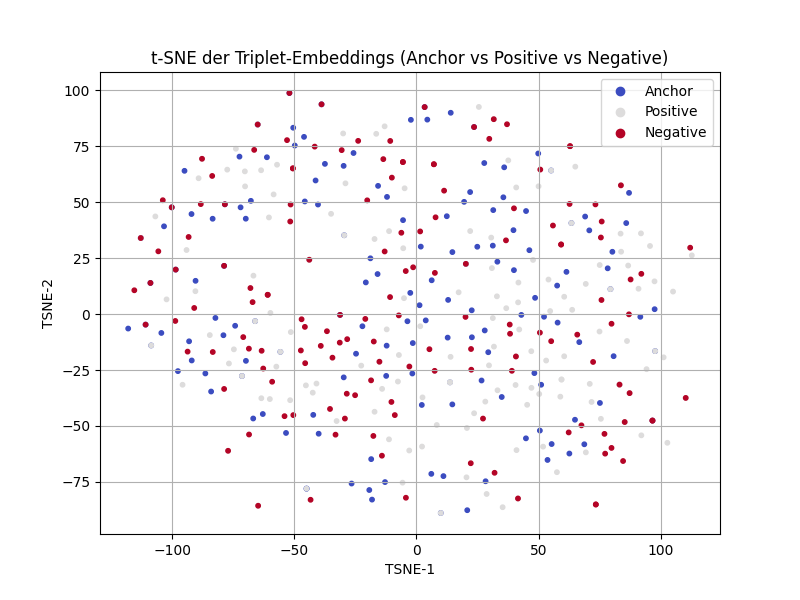 t-SNE der Triplet-Embeddings (Anchor vs Positive vs Negative)
Anchor
Positive
Negative
100
75
50
25
0
−25
−50
−75
TSNE-2
−100
−50
0
50
100
TSNE-1